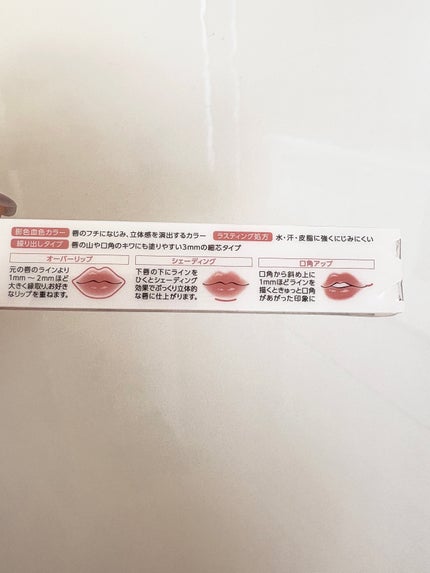 影色血色カラー 唇のフチになじみ、立体感を演出するカラー ラスティング処方 水・汗・皮脂に強くにじみにくい
繰り出しタイプ 唇の山や口角のキワにも塗りやすい3mmの細芯タイプ
オーバーリップ
元の唇のラインより
1mm〜2mmほど
大きく縁取り、お好き
なリップを重ねます。
シェーディング
下唇の下にラインを
ひくとシェーディング
効果でぷっくり立体的
な唇に仕上がります。
口角アップ
口角から斜め上に
1mmほどラインを
描くときゅっと口角
があがった印象に